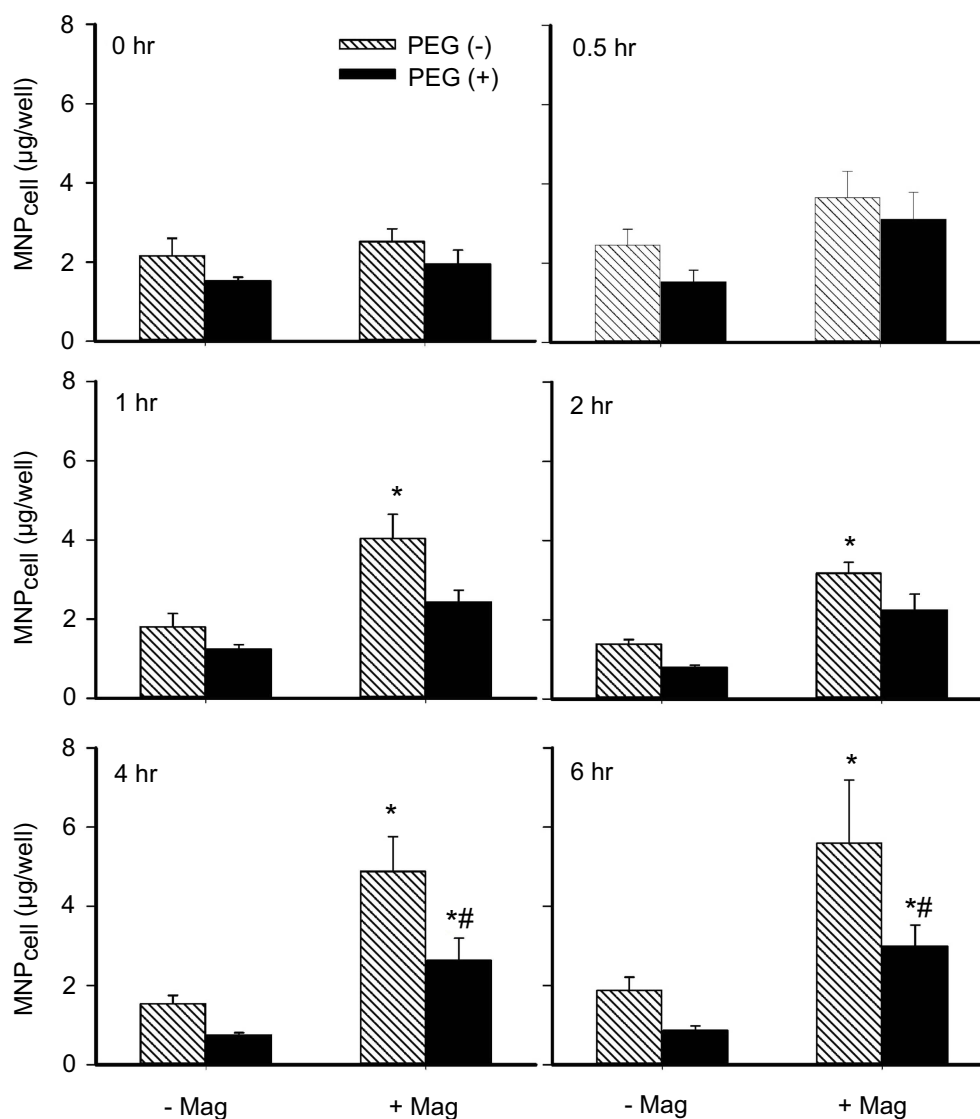 0 hr
PEG (-)
PEG (+)
0.5 hr
8
6
4
2
0
MNPcell (µg/well)
1 hr
2 hr
8
6
4
2
0
MNPcell (µg/well)
*
*
4 hr
6 hr
8
6
4
2
0
MNPcell (µg/well)
*
*#
*
*#
- Mag
+ Mag
- Mag
+ Mag